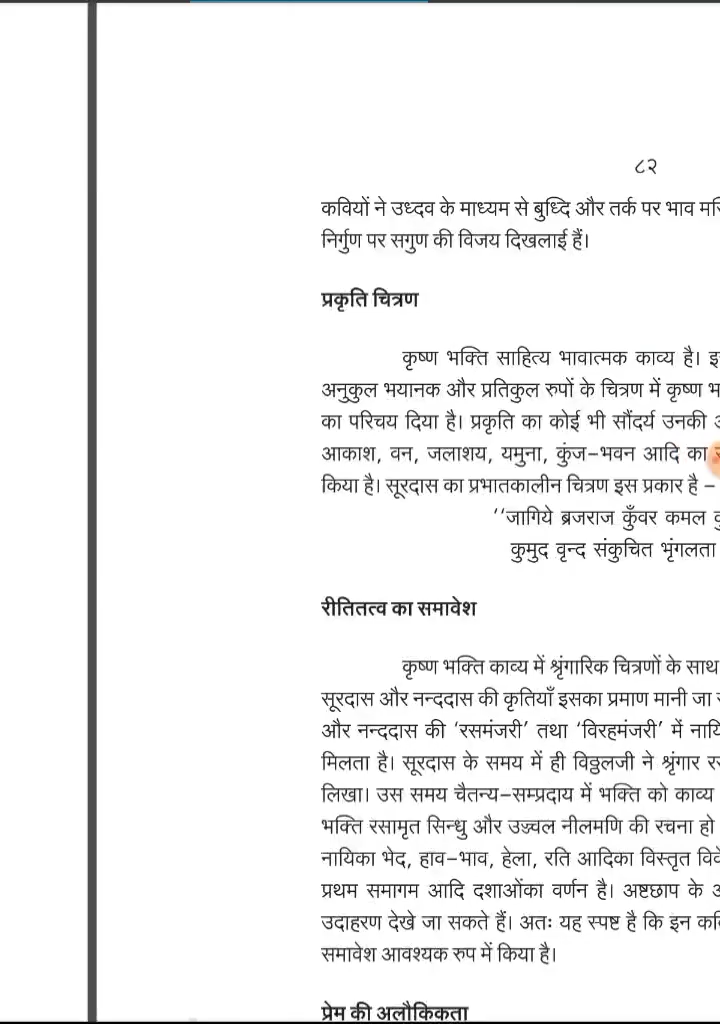 ८२
कवियों ने उध्दव के माध्यम से बुध्दि और तर्क पर भाव
निर्गुण पर सगुण की विजय दिखलाई हैं।
प्रकृति चित्रण
कृष्ण भक्ति साहित्य भावात्मक काव्य है।
अनुकुल भयानक और प्रतिकुल रुपों के चित्रण में कृष्ण
का परिचय दिया है। प्रकृति का कोई भी सौंदर्य उनकी
आकाश, वन, जलाशय, यमुना, कुंज-भवन आदि का
किया है। सूरदास का प्रभातकालीन चित्रण इस प्रकार है -
''जागिये ब्रजराज कुँवर कमल
कुमुद वृन्द संकुचित भृंगलता
रीतितत्व का समावेश
कृष्ण भक्ति काव्य में श्रृंगारिक चित्रणों के साथ
सूरदास और नन्ददास की कृतियाँ इसका प्रमाण मानी जा
और नन्ददास की 'रसमंजरी' तथा 'विरहमंजरी' में
मिलता है। सूरदास के समय में ही विठ्ठलजी ने श्रृंगार
लिखा। उस समय चैतन्य-सम्प्रदाय में भक्ति को काव्य
भक्ति रसामृत सिन्धु और उज्ज्वल नीलमणि की रचना हो
नायिका भेद, हाव-भाव, हेला, रति आदिका विस्तृत
प्रथम समागम आदि दशाओंका वर्णन है। अष्टछाप के
उदाहरण देखे जा सकते हैं। अतः यह स्पष्ट है कि इन
समावेश आवश्यक रुप में किया है।
प्रेम की अलौकिकता